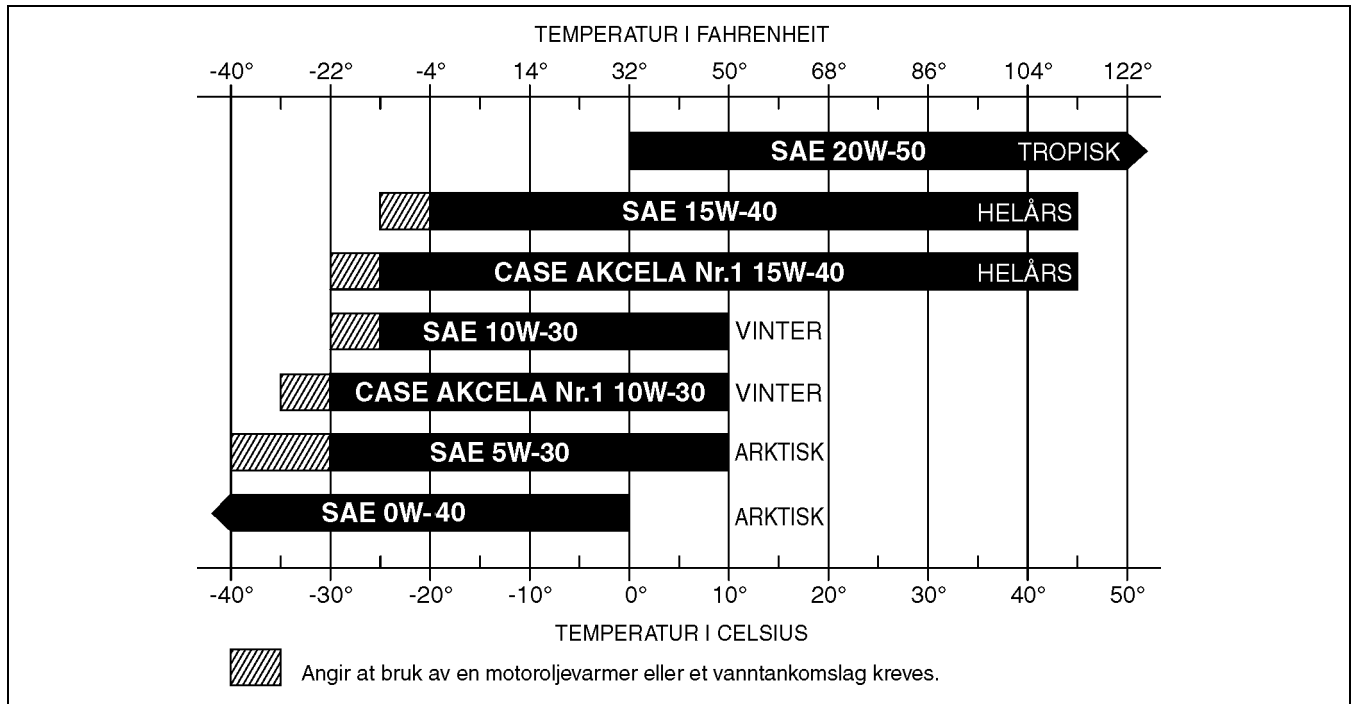 TEMPERATUR I FAHRENHEIT
-40° -22° -4° 14° 32° 50° 68° 86° 104° 122°
SAE 20W-50 TROPISK
SAE 15W-40 HELÅRS
CASE AKCELA Nr.1 15W-40 HELÅRS
SAE 10W-30 VINTER
CASE AKCELA Nr.1 10W-30 VINTER
SAE 5W-30 ARKTISK
SAE 0W-40 ARKTISK
-40° -30° -20° -10° 0° 10° 20° 30° 40° 50°
TEMPERATUR I CELSIUS
Angir at bruk av en motoroljevarmer eller et vanntankomslag kreves.